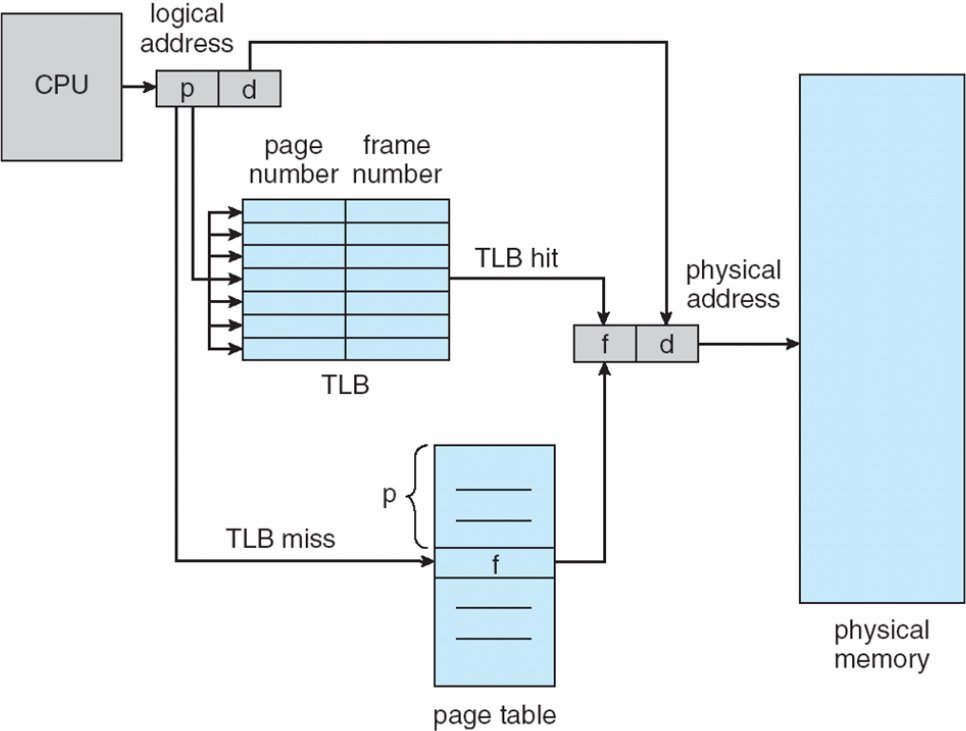 logical
address
CPU
p
d
page
number
frame
number
TLB hit
physical
address
f
d
TLB
p
TLB miss
f
physical
memory
page table